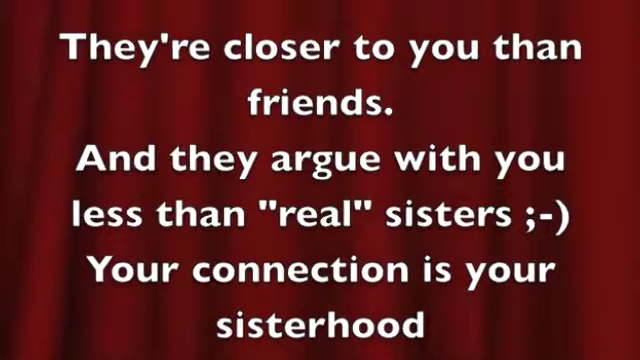 They're closer to you than
friends.
And they argue with you
less than "real" sisters ;-)
Your connection is your
sisterhood